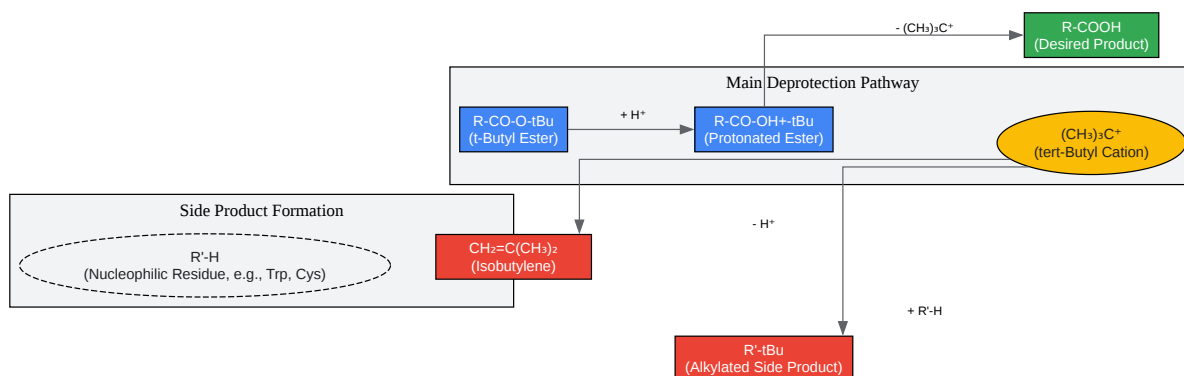 - (CH₃)₃C⁺
R-COOH
(Desired Product)
Main Deprotection Pathway
R-CO-O-tBu
(t-Butyl Ester)
+ H⁺
R-CO-OH+-tBu
(Protonated Ester)
(CH₃)₃C⁺
(tert-Butyl Cation)
Side Product Formation
R'-H
(Nucleophilic Residue, e.g., Trp, Cys)
CH₂=C(CH₃)₂
(Isobutylene)
- H⁺
+ R'-H
R'-tBu
(Alkylated Side Product)